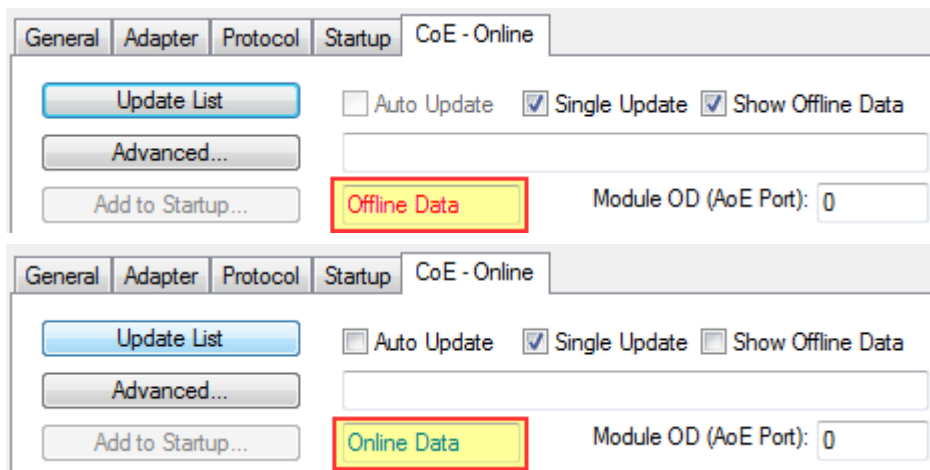 General Adapter Protocol Startup CoE - Online
Update List Auto Update Single Update Show Offline Data
Advanced...
Add to Startup... Offline Data Module OD (AoE Port): 0
General Adapter Protocol Startup CoE - Online
Update List Auto Update Single Update Show Offline Data
Advanced...
Add to Startup... Online Data Module OD (AoE Port): 0